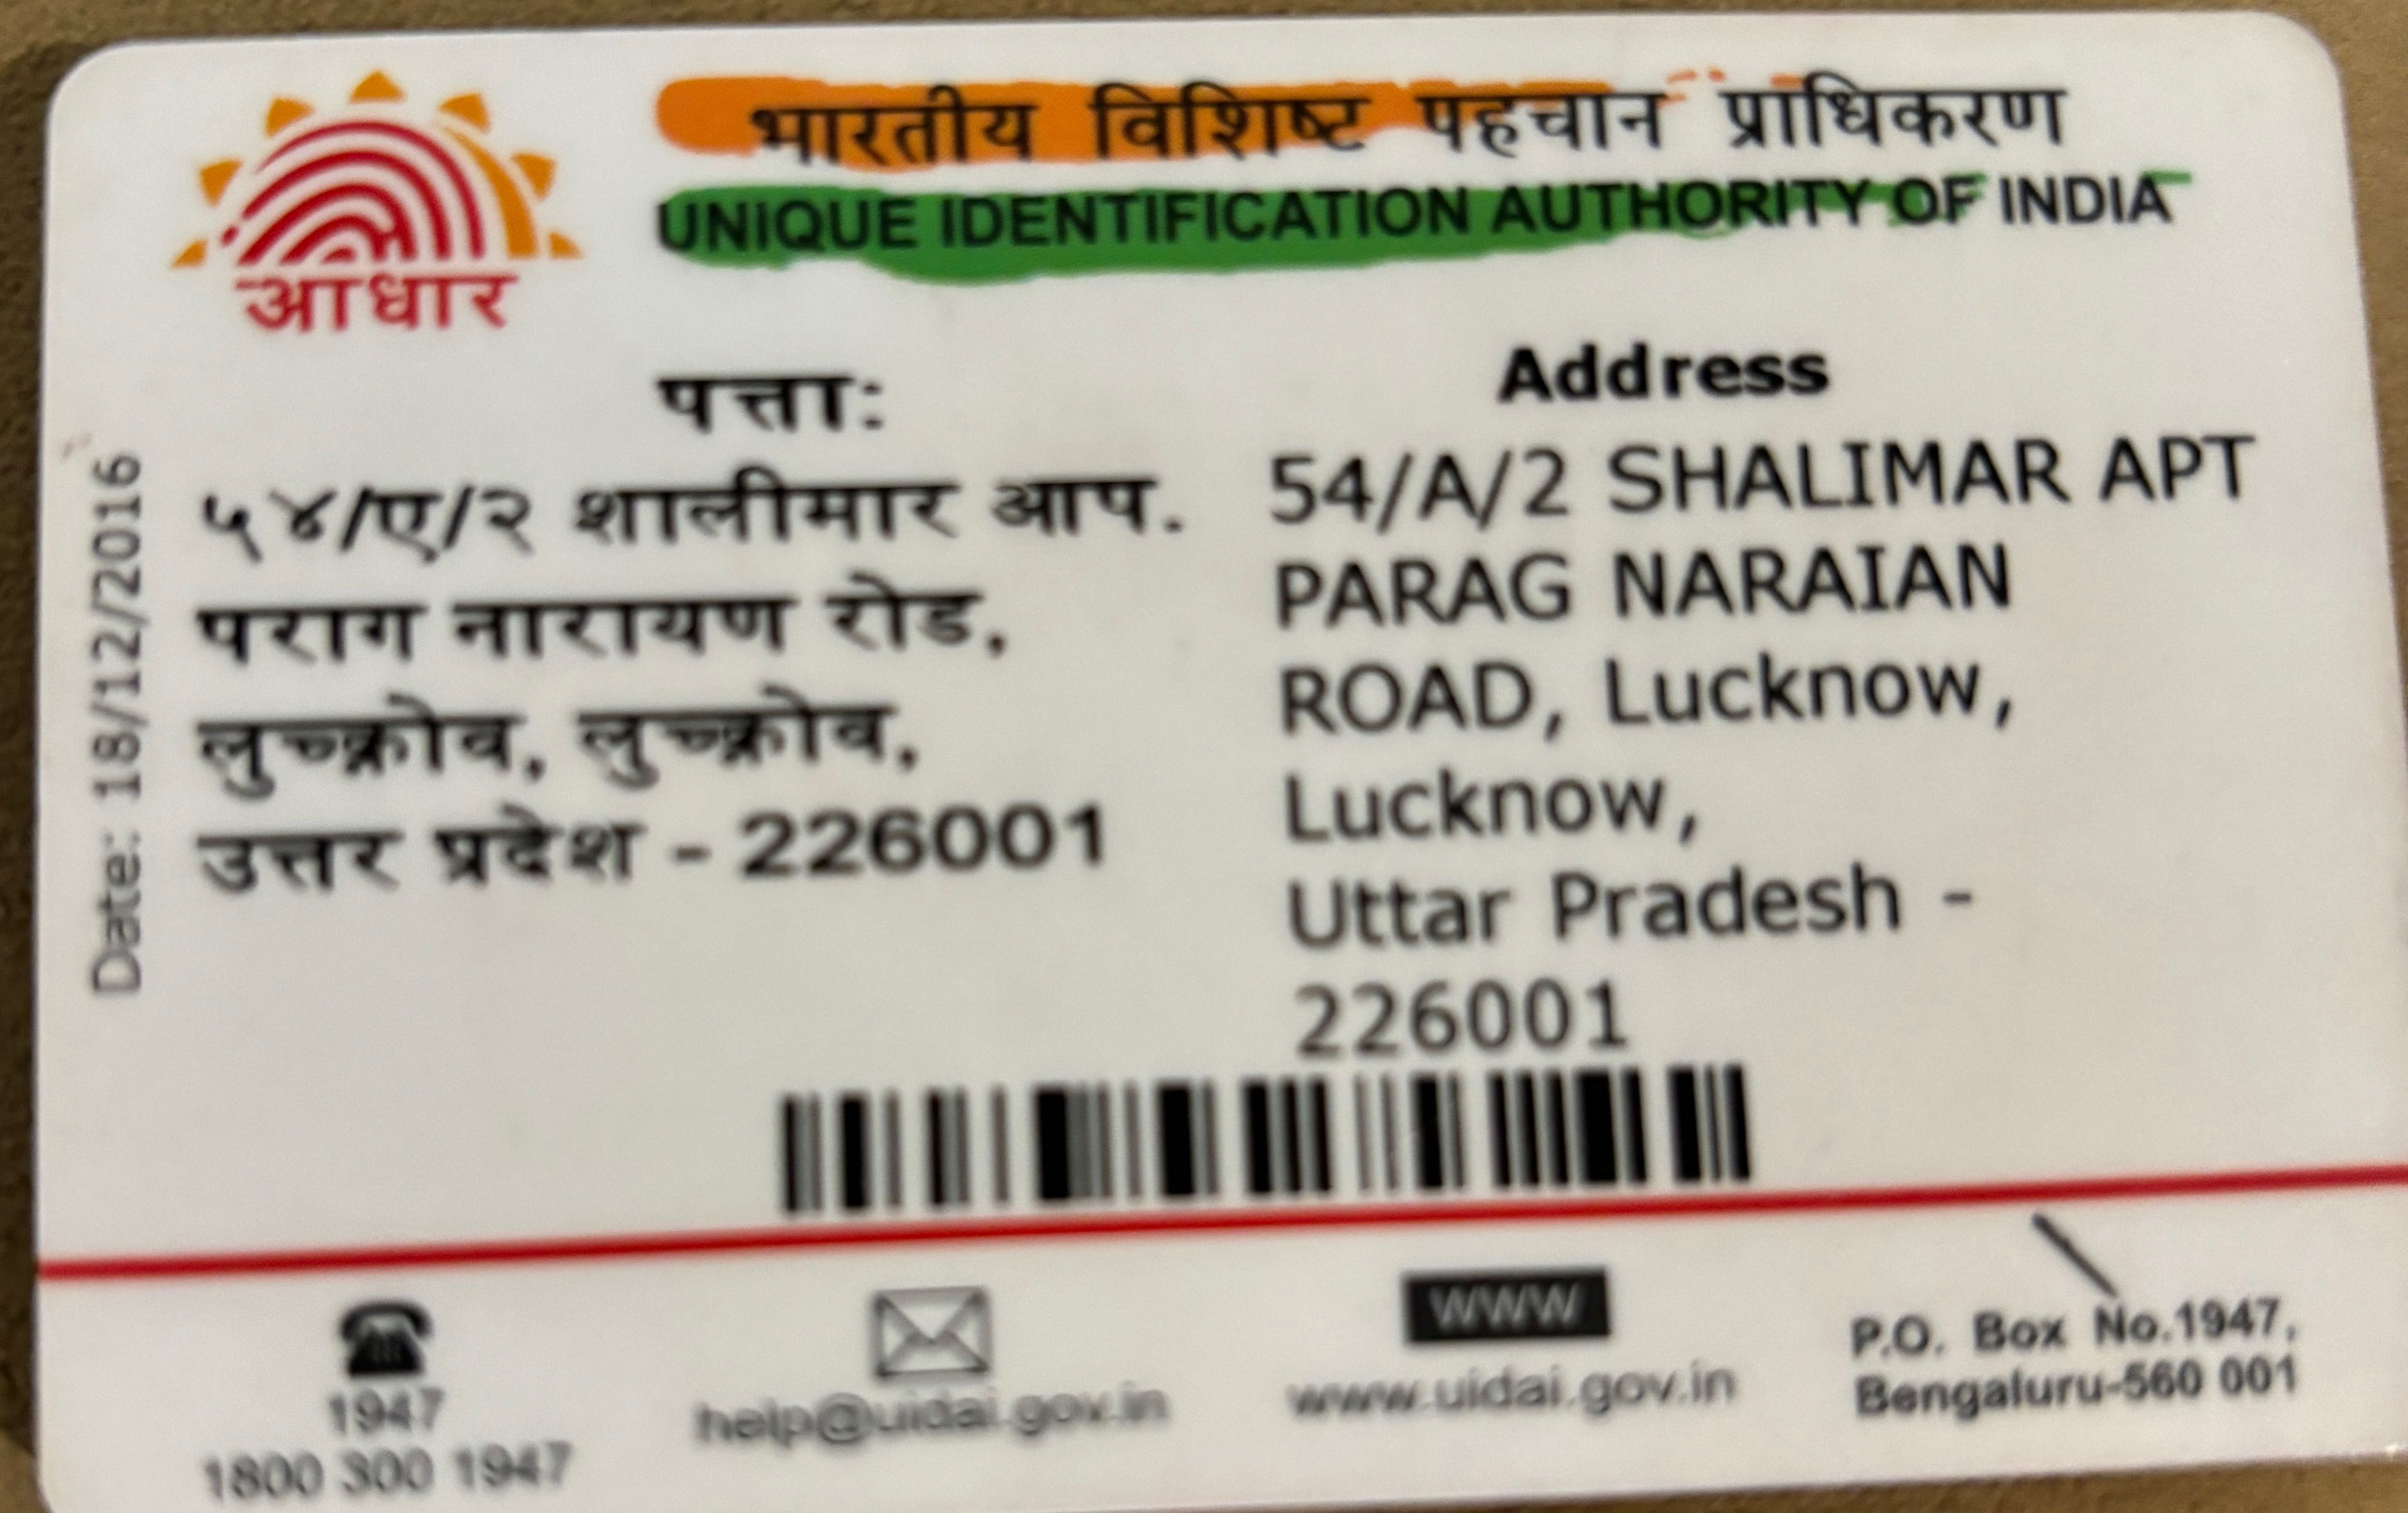 भारतीय विशिष्ट पहचान प्राधिकरण
UNIQUE IDENTIFICATION AUTHORITY OF INDIA
आधार
Date: 18/12/2016
पत्ता:
५४/ए/२ शालीमार आप.
पराग नारायण रोड,
लुच्क्नोव, लुच्क्नोव,
उत्तर प्रदेश - 226001
Address
54/A/2 SHALIMAR APT
PARAG NARAIAN
ROAD, Lucknow,
Lucknow,
Uttar Pradesh -
226001
1947
1800 300 1947
help@uidai.gov.in
WWW
www.uidai.gov.in
P.O. Box No.1947,
Bengaluru-560 001